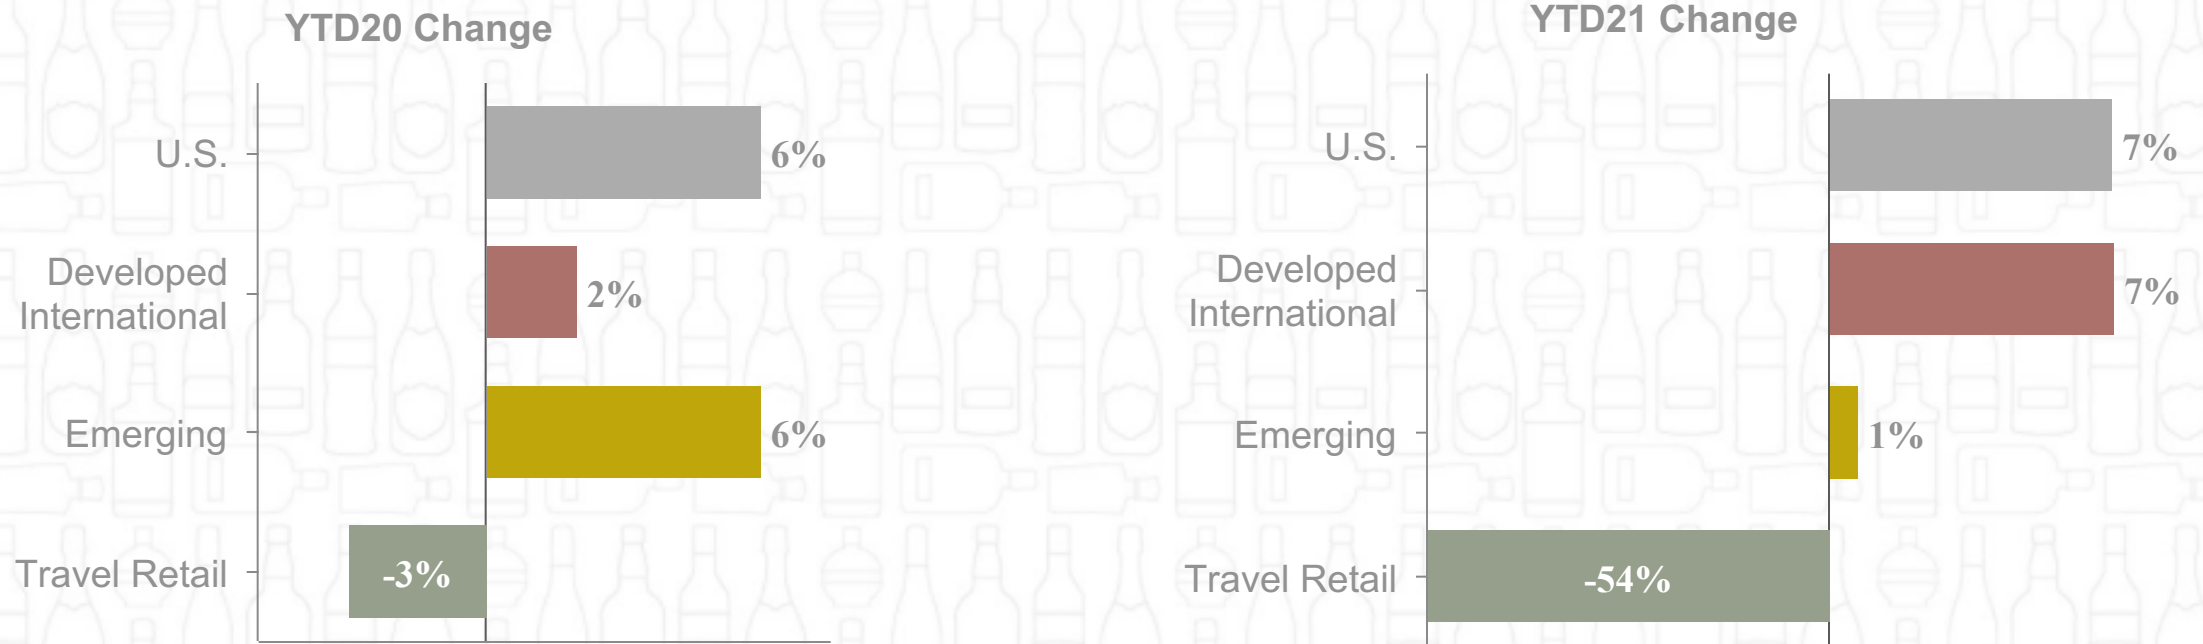 YTD20 Change
U.S.
6%
Developed
International
2%
Emerging
6%
Travel Retail
-3%
YTD21 Change
U.S.
7%
Developed
International
7%
Emerging
1%
Travel Retail
-54%